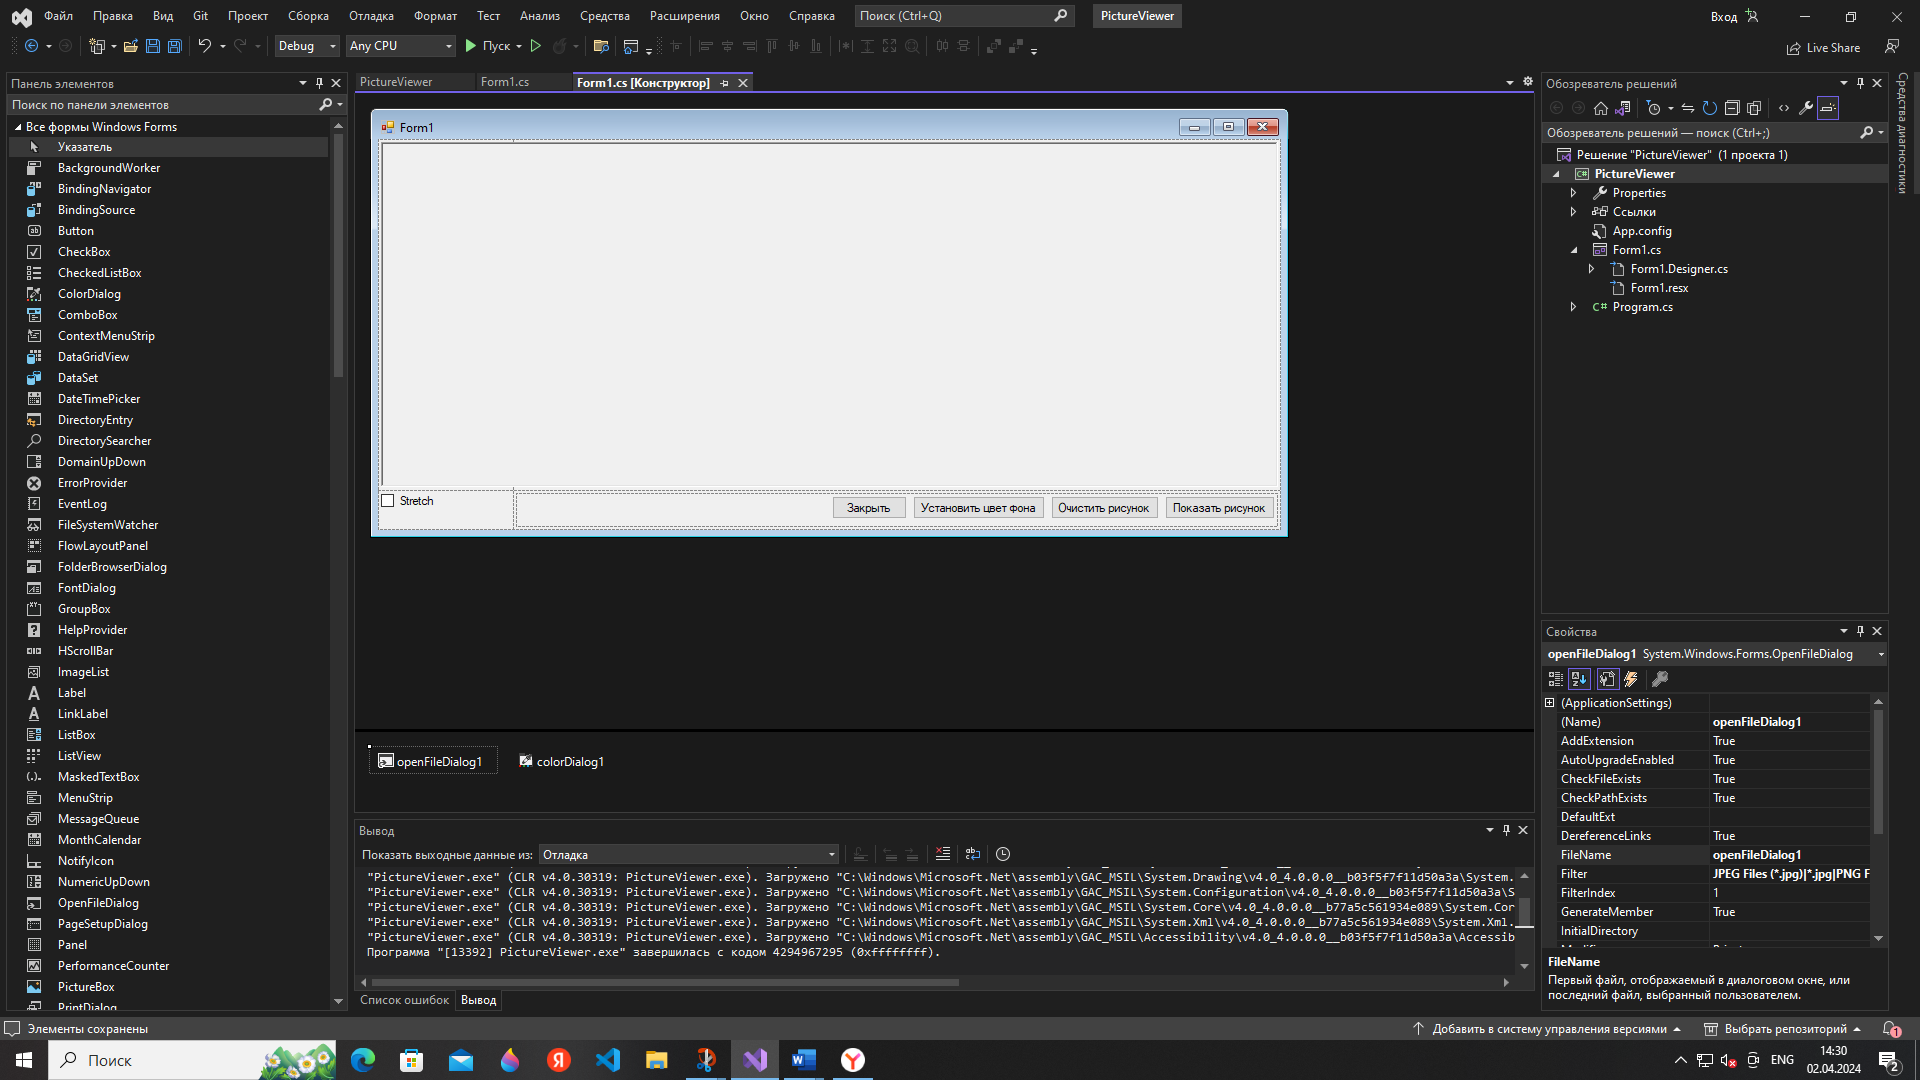 Файл Правка Вид Git Проект Сборка Отладка Формат Тест Анализ Средства Расширения Окно Справка Поиск (Ctrl+Q) PictureViewer Вход
Debug Any CPU Пуск Live Share
Панель элементов
Поиск по панели элементов
Все формы Windows Forms
Указатель
BackgroundWorker
BindingNavigator
BindingSource
Button
CheckBox
CheckedListBox
ColorDialog
ComboBox
ContextMenuStrip
DataGridView
DataSet
DateTimePicker
DirectoryEntry
DirectorySearcher
DomainUpDown
ErrorProvider
EventLog
FileSystemWatcher
FlowLayoutPanel
FolderBrowserDialog
FontDialog
GroupBox
HelpProvider
HScrollBar
ImageList
Label
LinkLabel
ListBox
ListView
MaskedTextBox
MenuStrip
MessageQueue
MonthCalendar
NotifyIcon
NumericUpDown
OpenFileDialog
PageSetupDialog
Panel
PerformanceCounter
PictureBox
PrintDialog
PictureViewer Form1.cs Form1.cs [Конструктор]
Form1
Stretch Закрыть Установить цвет фона Очистить рисунок Показать рисунок
openFileDialog1 colorDialog1
Вывод
Показать выходные данные из: Отладка
"PictureViewer.exe" (CLR v4.0.30319: PictureViewer.exe). Загружено "C:\Windows\Microsoft.Net\assembly\GAC_MSIL\System.Drawing\v4.0_4.0.0.0__b03f5f7f11d50a3a\System.
"PictureViewer.exe" (CLR v4.0.30319: PictureViewer.exe). Загружено "C:\Windows\Microsoft.Net\assembly\GAC_MSIL\System.Configuration\v4.0_4.0.0.0__b03f5f7f11d50a3a\S
"PictureViewer.exe" (CLR v4.0.30319: PictureViewer.exe). Загружено "C:\Windows\Microsoft.Net\assembly\GAC_MSIL\System.Core\v4.0_4.0.0.0__b77a5c561934e089\System.Cor
"PictureViewer.exe" (CLR v4.0.30319: PictureViewer.exe). Загружено "C:\Windows\Microsoft.Net\assembly\GAC_MSIL\System.Xml\v4.0_4.0.0.0__b77a5c561934e089\System.Xml.
"PictureViewer.exe" (CLR v4.0.30319: PictureViewer.exe). Загружено "C:\Windows\Microsoft.Net\assembly\GAC_MSIL\Accessibility\v4.0_4.0.0.0__b03f5f7f11d50a3a\Accessib
Программа "[13392] PictureViewer.exe" завершилась с кодом 4294967295 (0xffffffff).
Список ошибок Вывод
Обозреватель решений
Обозреватель решений — поиск (Ctrl+;)
Решение "PictureViewer" (1 проекта 1)
PictureViewer
Properties
Ссылки
App.config
Form1.cs
Form1.Designer.cs
Form1.resx
C# Program.cs
Средства диагностики
Свойства
openFileDialog1 System.Windows.Forms.OpenFileDialog
(ApplicationSettings)
(Name) openFileDialog1
AddExtension True
AutoUpgradeEnabled True
CheckFileExists True
CheckPathExists True
DefaultExt
DereferenceLinks True
FileName openFileDialog1
Filter JPEG Files (*.jpg)|*.jpg|PNG F
FilterIndex 1
GenerateMember True
InitialDirectory
FileName
Первый файл, отображаемый в диалоговом окне, или
последний файл, выбранный пользователем.
Элементы сохранены Добавить в систему управления версиями Выбрать репозиторий 1
Поиск ENG 14:30
02.04.2024 2